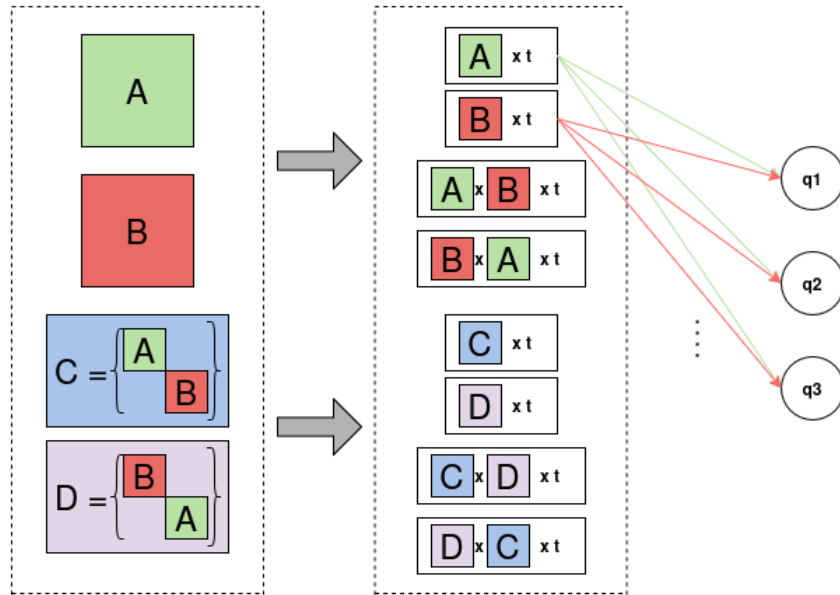 A
B
C = { A B }
D = { B A }
A x t
B x t
A x B x t
B x A x t
C x t
D x t
C x D x t
D x C x t
q1
q2
q3